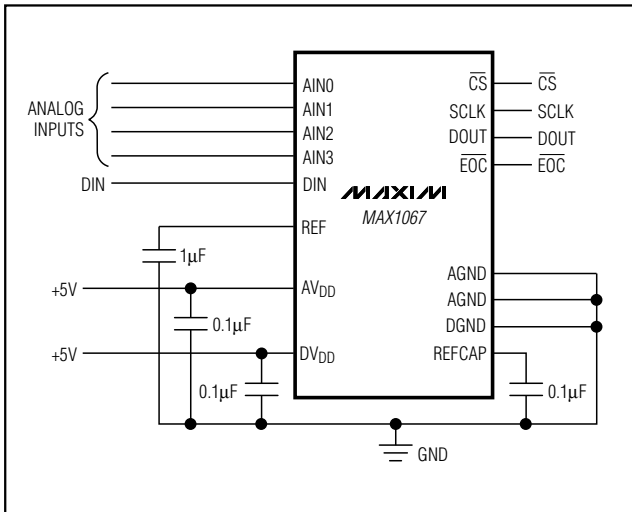 ANALOG
INPUTS
DIN
1µF
+5V
0.1µF
+5V
0.1µF
AIN0
AIN1
AIN2
AIN3
DIN
REF
AVDD
DVDD
MAXIM
MAX1067
CS
SCLK
DOUT
EOC
AGND
AGND
DGND
REFCAP
CS
SCLK
DOUT
EOC
0.1µF
GND